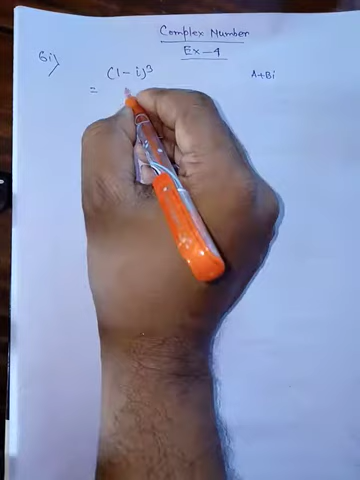 Complex Number
Ex-4
6i)
(1-i)³
A+Bi
=